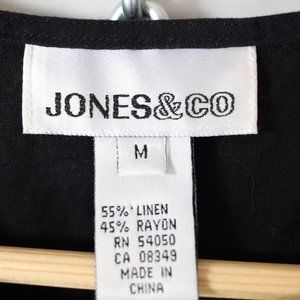 JONES&CO
M
55% LINEN
45% RAYON
RN 54050
CA 08349
MADE IN
CHINA